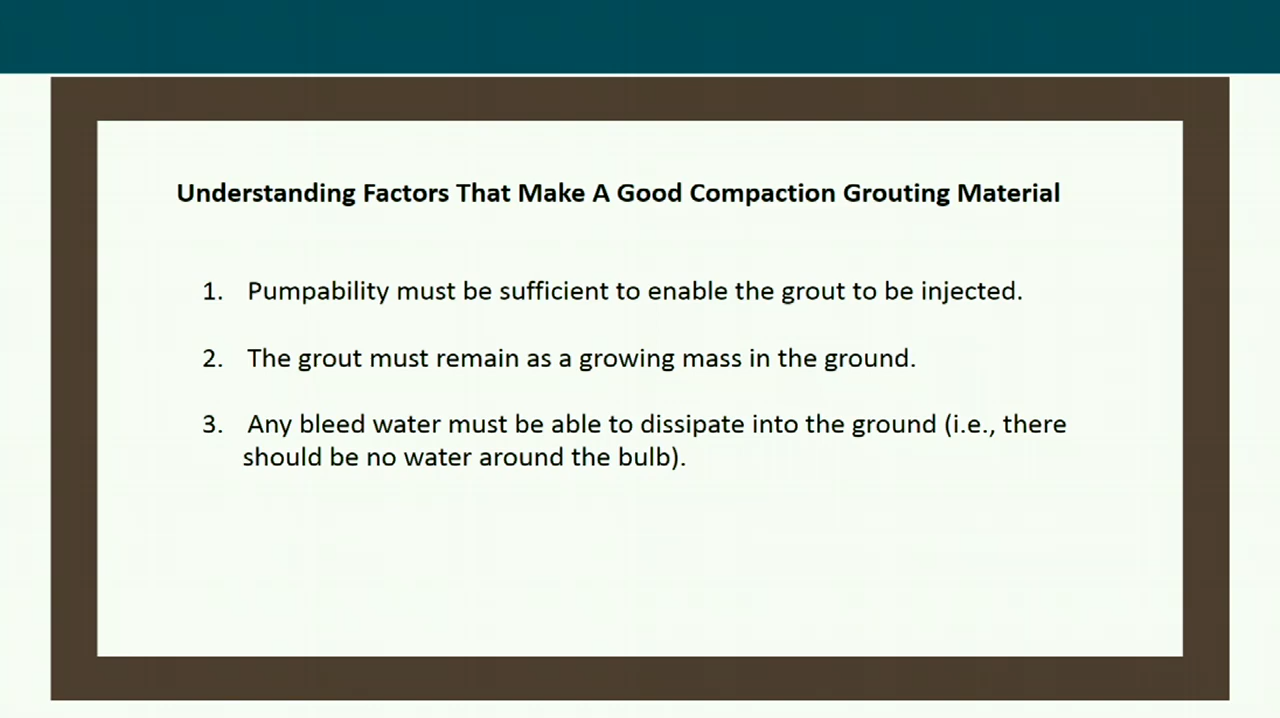 Understanding Factors That Make A Good Compaction Grouting Material
1. Pumpability must be sufficient to enable the grout to be injected.
2. The grout must remain as a growing mass in the ground.
3. Any bleed water must be able to dissipate into the ground (i.e., there
should be no water around the bulb).